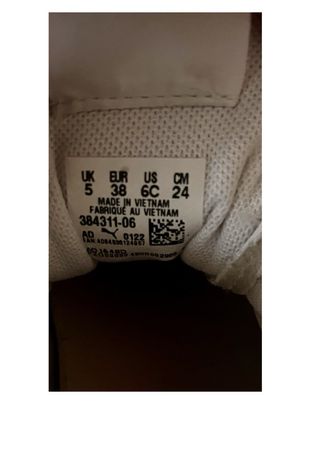 UK EUR US CM
5 38 6C 24
MADE IN VIETNAM
FABRIQUÉ AU VIETNAM
384311-06
AD 0122